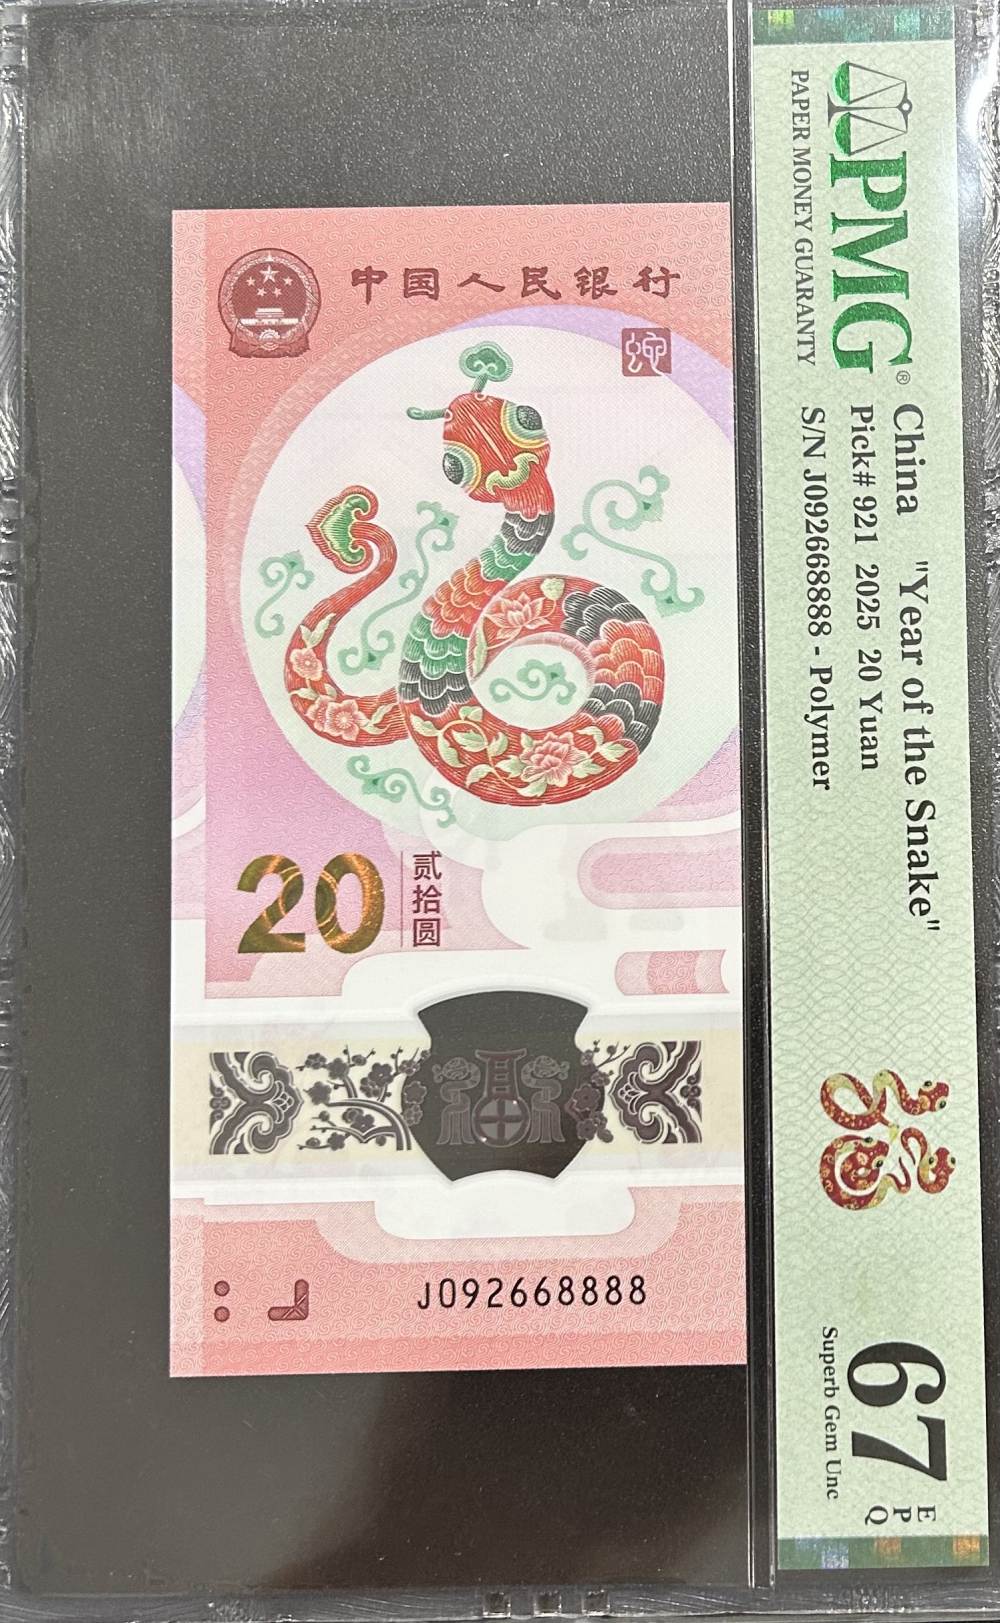 中国人民银行
蛇
20
贰拾圆
J092668888
PMG®
PAPER MONEY GUARANTY
China "Year of the Snake"
Pick# 921 2025 20 Yuan
S/N J092668888 - Polymer
67 EPQ
Superb Gem Unc